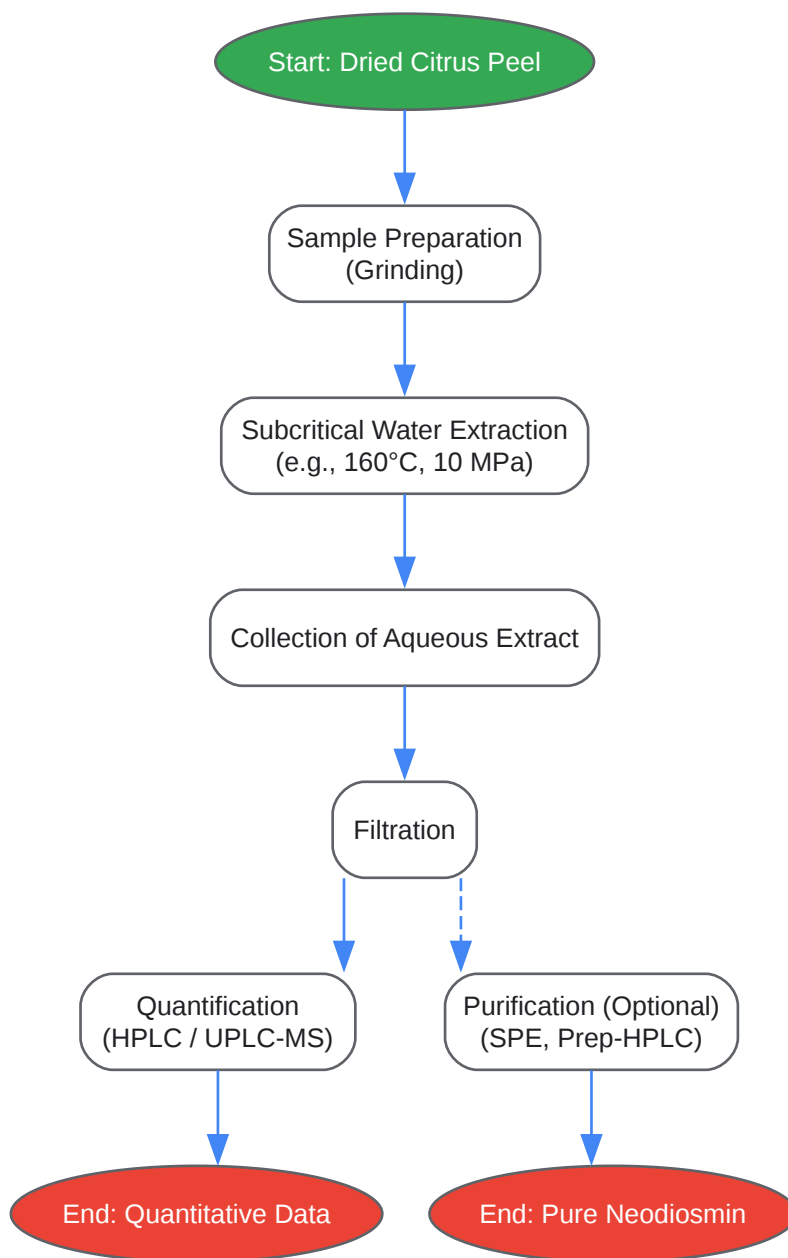 Start: Dried Citrus Peel
Sample Preparation
(Grinding)
Subcritical Water Extraction
(e.g., 160°C, 10 MPa)
Collection of Aqueous Extract
Filtration
Quantification
(HPLC / UPLC-MS)
Purification (Optional)
(SPE, Prep-HPLC)
End: Quantitative Data
End: Pure Neodiosmin